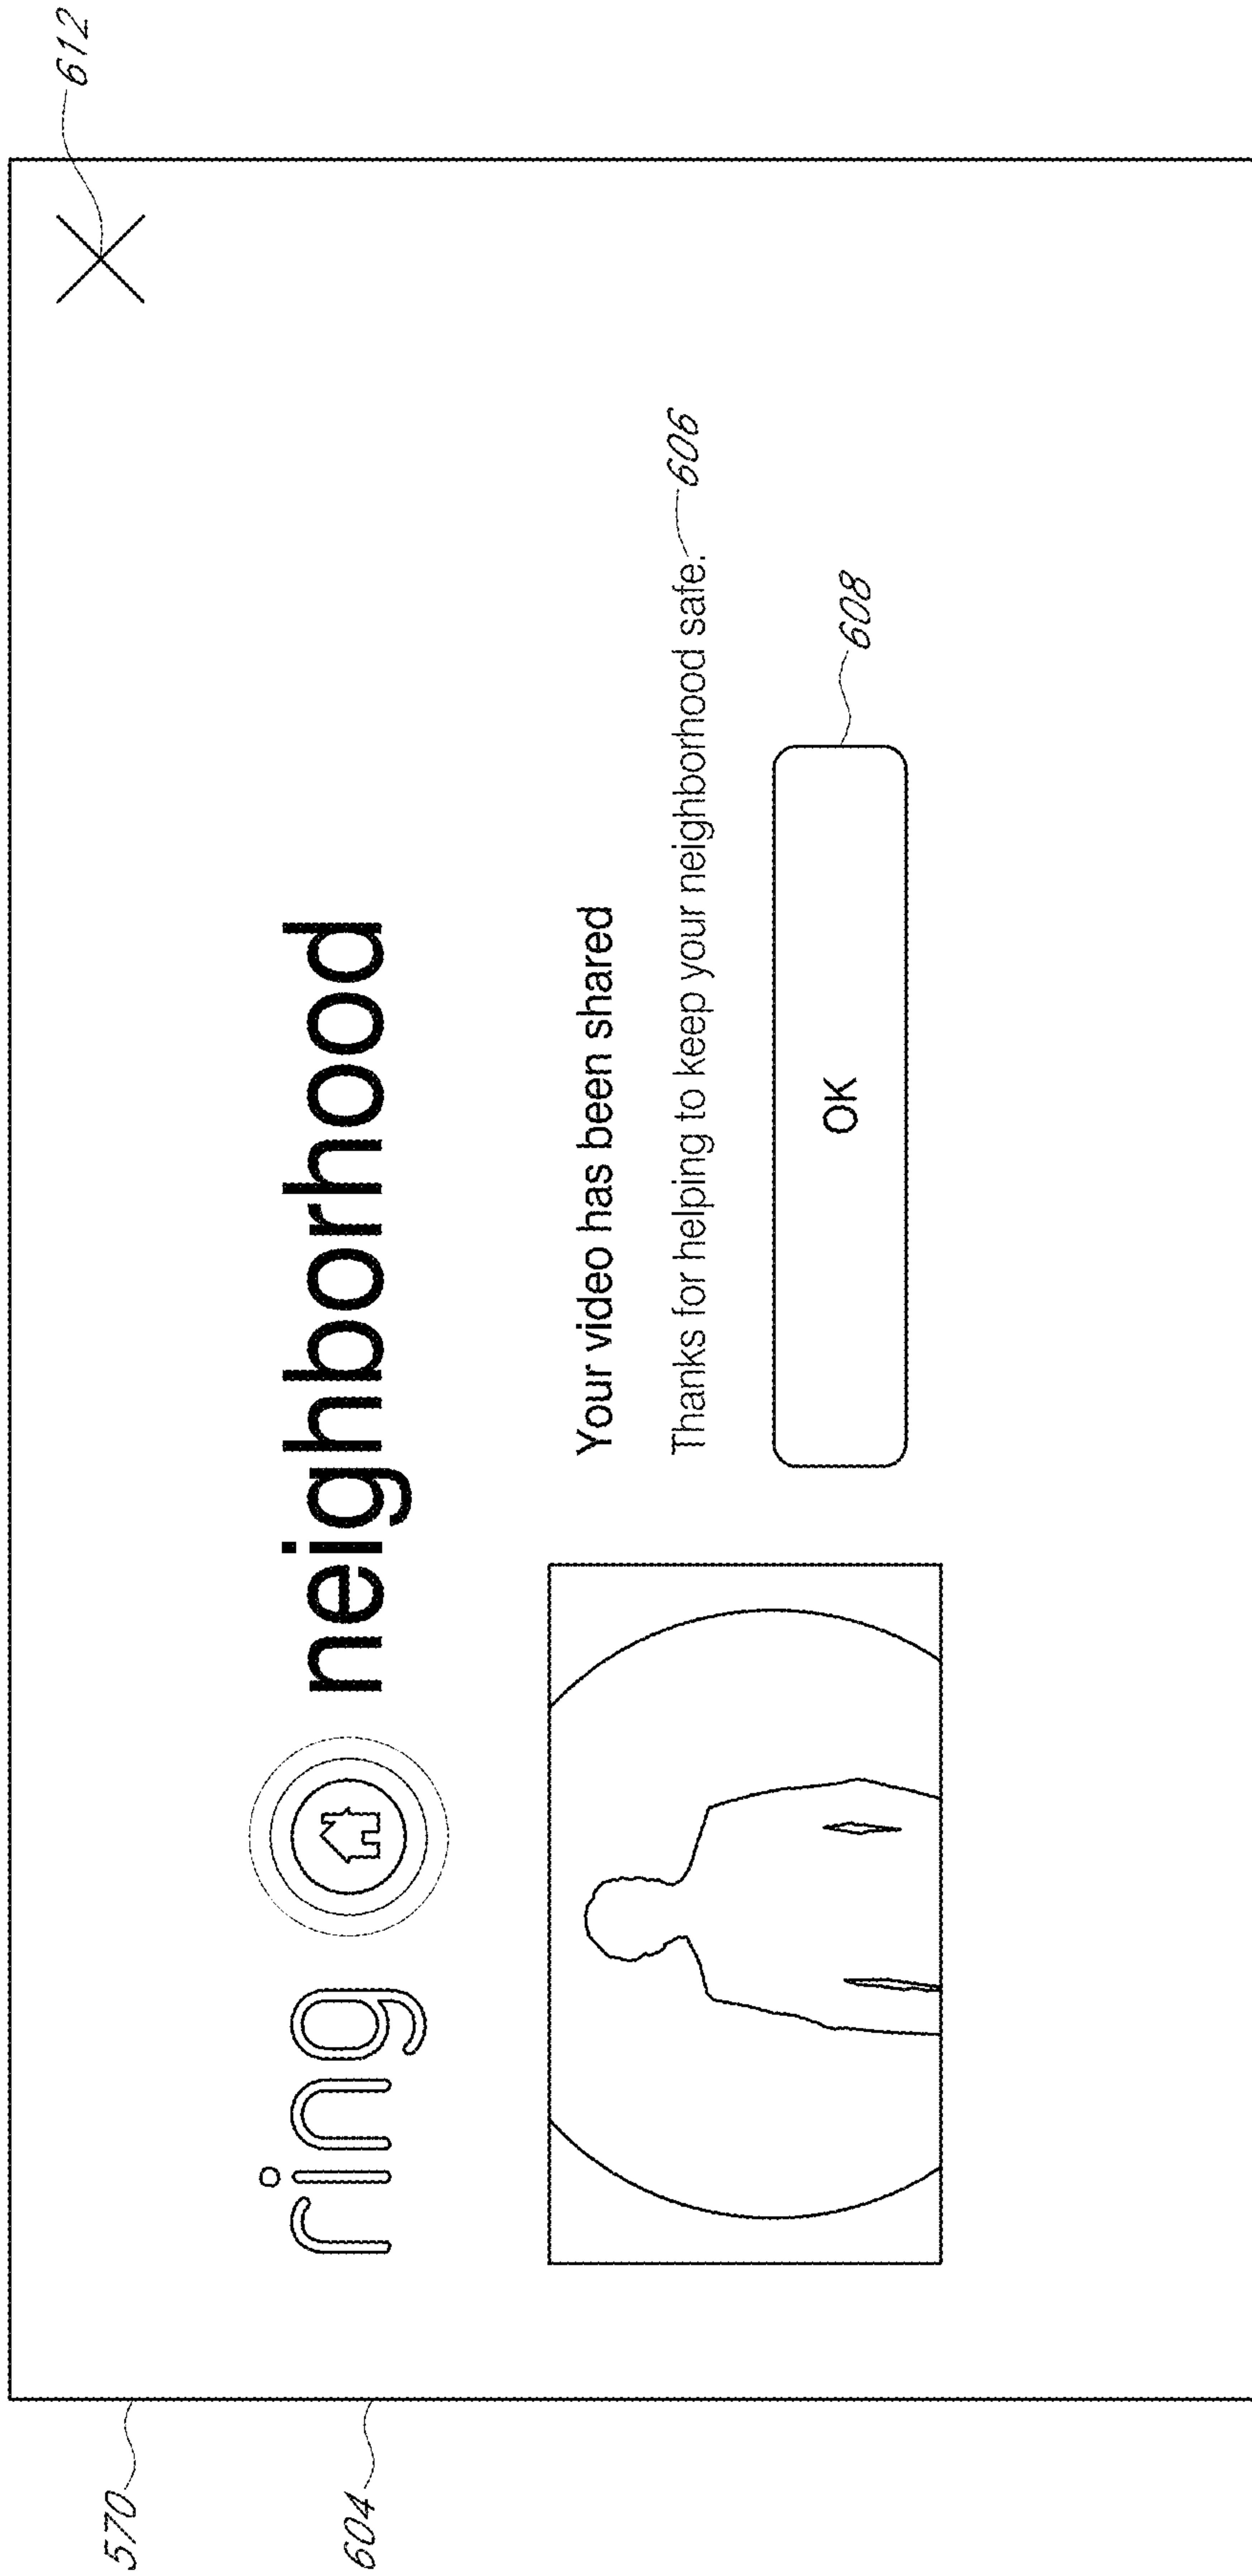 570
612
604
ring neighborhood
Your video has been shared
Thanks for helping to keep your neighborhood safe.
606
OK
608